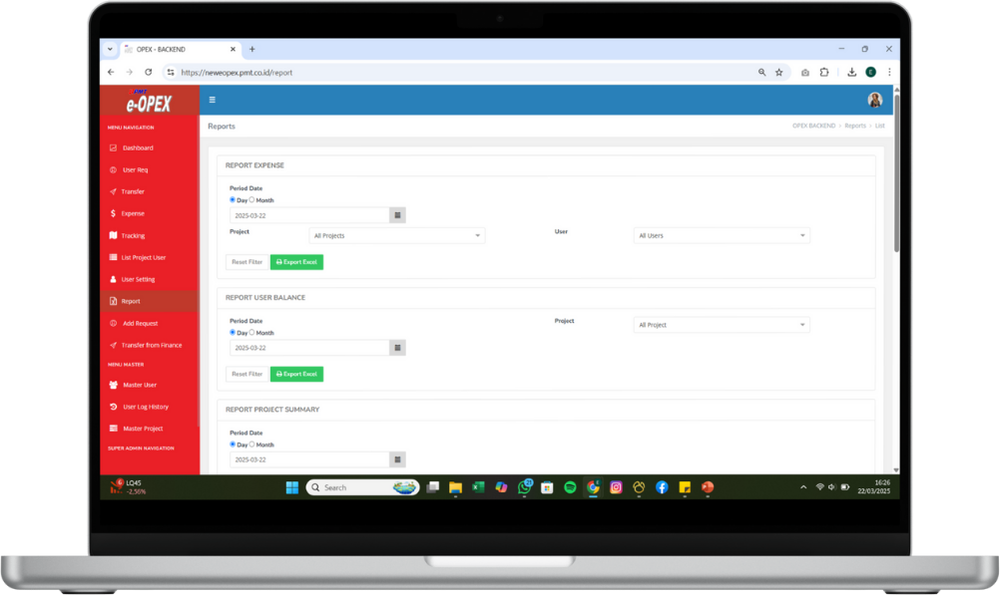 OPEX - BACKEND
https://neweopex.pmt.co.id/report
E
e-OPEX
MENU NAVIGATION
Dashboard
User Req
Transfer
Expense
Tracking
List Project User
User Setting
Report
Add Request
Transfer from Finance
MENU MASTER
Master User
User Log History
Master Project
SUPER ADMIN NAVIGATION
Reports
OPEX BACKEND > Reports > List
REPORT EXPENSE
Period Date
Day Month
2025-03-22
Project All Projects User All Users
Reset Filter Export Excel
REPORT USER BALANCE
Period Date Project All Project
Day Month
2025-03-22
Reset Filter Export Excel
REPORT PROJECT SUMMARY
Period Date
Day Month
2025-03-22
LQ45
-2.56%
Search
16:26
22/03/2025